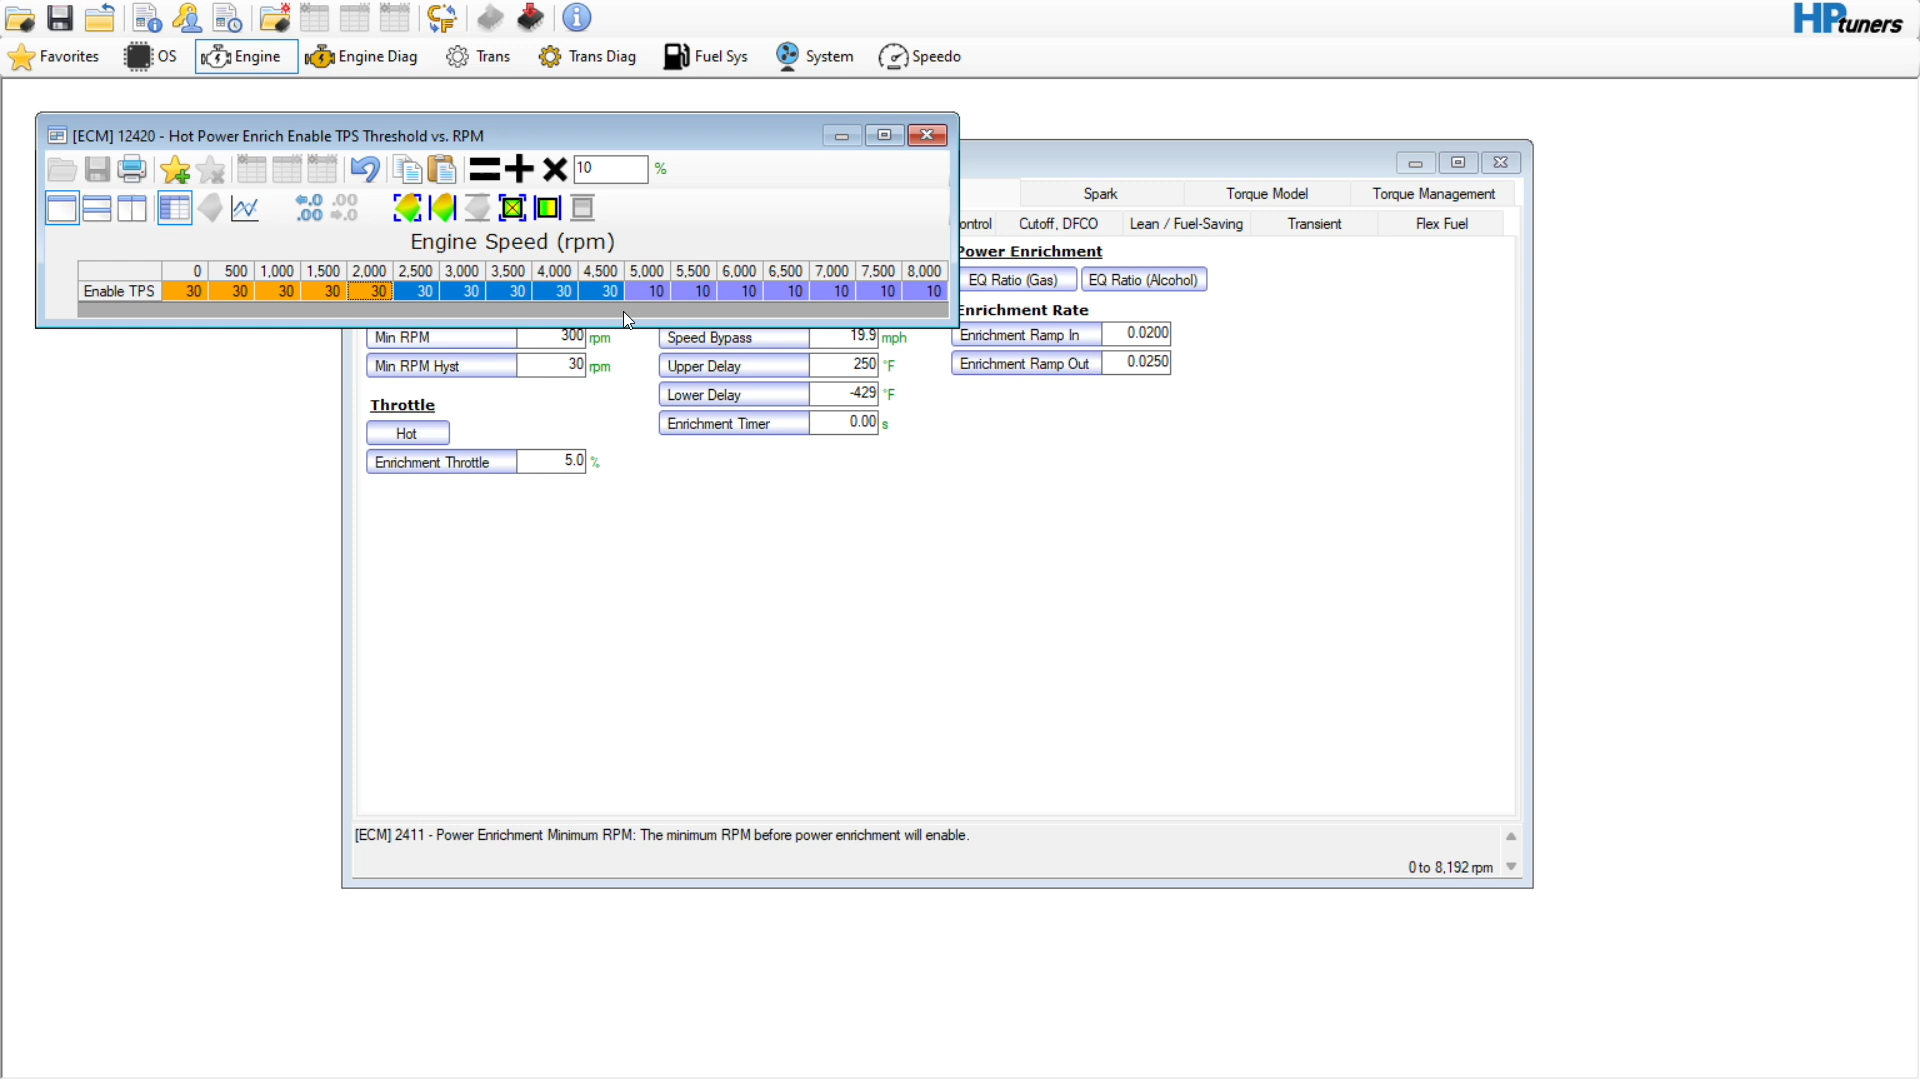 HPtuners
Favorites OS Engine Engine Diag Trans Trans Diag Fuel Sys System Speedo
[ECM] 12420 - Hot Power Enrich Enable TPS Threshold vs. RPM
10 %
←.0 .00
.00 →.0
Engine Speed (rpm)
0 500 1,000 1,500 2,000 2,500 3,000 3,500 4,000 4,500 5,000 5,500 6,000 6,500 7,000 7,500 8,000
Enable TPS 30 30 30 30 30 30 30 30 30 30 10 10 10 10 10 10 10
Spark Torque Model Torque Management
ontrol Cutoff, DFCO Lean / Fuel-Saving Transient Flex Fuel
Power Enrichment
EQ Ratio (Gas) EQ Ratio (Alcohol)
Enrichment Rate
Enrichment Ramp In 0.0200
Enrichment Ramp Out 0.0250
Min RPM 300 rpm
Min RPM Hyst 30 rpm
Throttle
Hot
Enrichment Throttle 5.0 %
Speed Bypass 19.9 mph
Upper Delay 250 °F
Lower Delay -429 °F
Enrichment Timer 0.00 s
[ECM] 2411 - Power Enrichment Minimum RPM: The minimum RPM before power enrichment will enable.
0 to 8,192 rpm